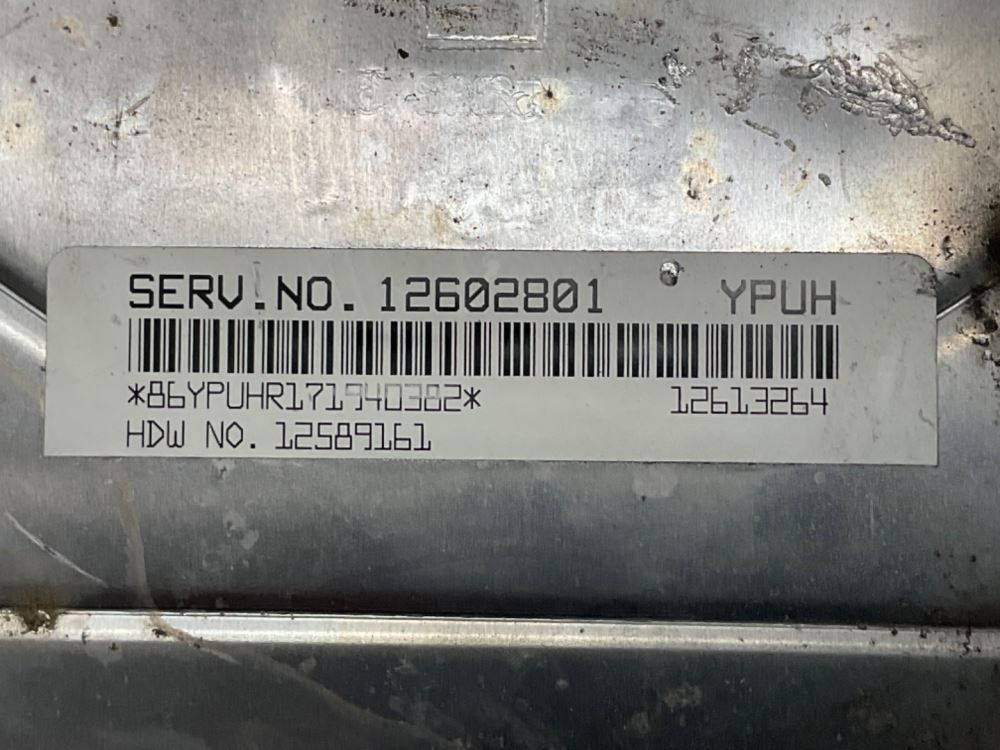 SERV.NO. 12602801 YPUH
*86YPUHR171940382* 12613264
HDW NO. 12589161